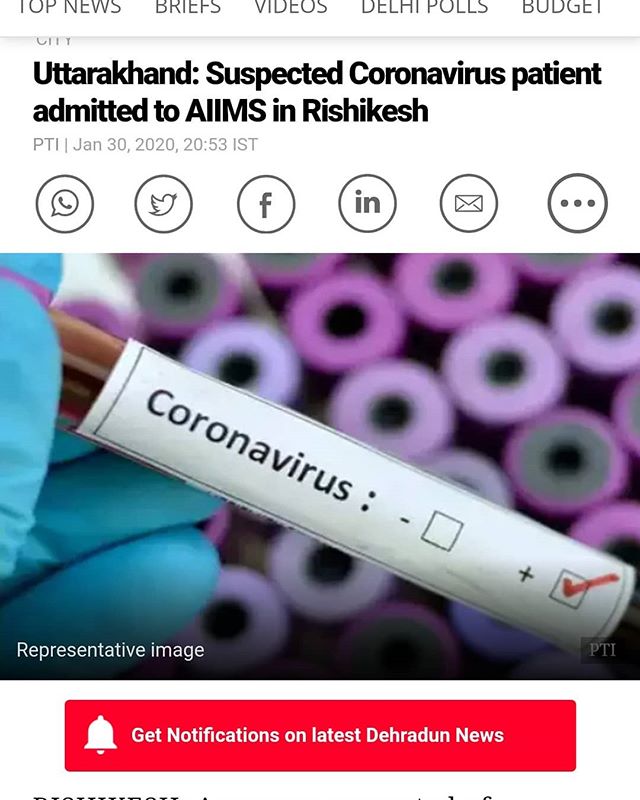 TOP NEWS BRIEFS VIDEOS DELHI POLLS BUDGET
CITY
Uttarakhand: Suspected Coronavirus patient
admitted to AIIMS in Rishikesh
PTI | Jan 30, 2020, 20:53 IST
f
in
Coronavirus : -
+
Representative image
PTI
Get Notifications on latest Dehradun News